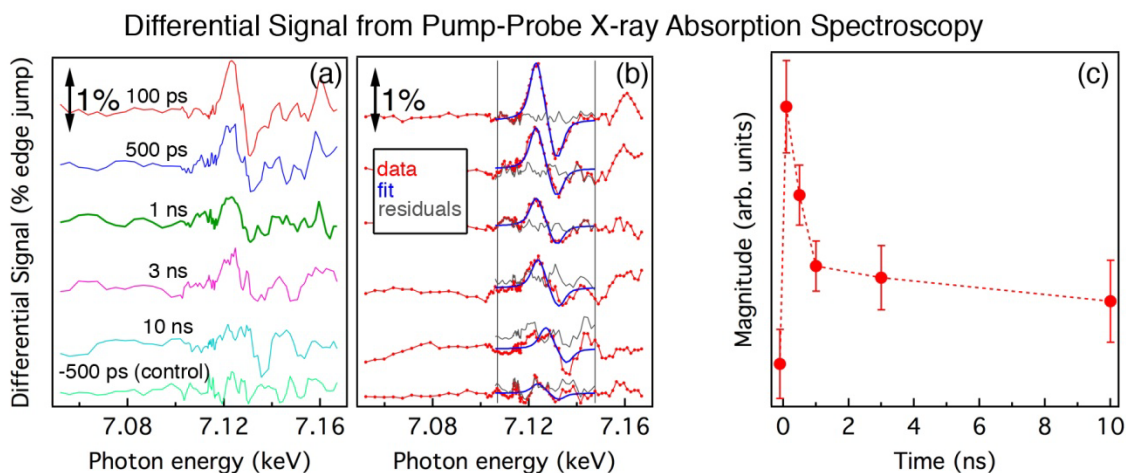 Differential Signal from Pump-Probe X-ray Absorption Spectroscopy
Differential Signal (% edge jump)
(a)
1%
100 ps
500 ps
1 ns
3 ns
10 ns
-500 ps (control)
7.08
7.12
7.16
Photon energy (keV)
(b)
1%
data
fit
residuals
7.08
7.12
7.16
Photon energy (keV)
(c)
Magnitude (arb. units)
0
2
4
6
8
10
Time (ns)